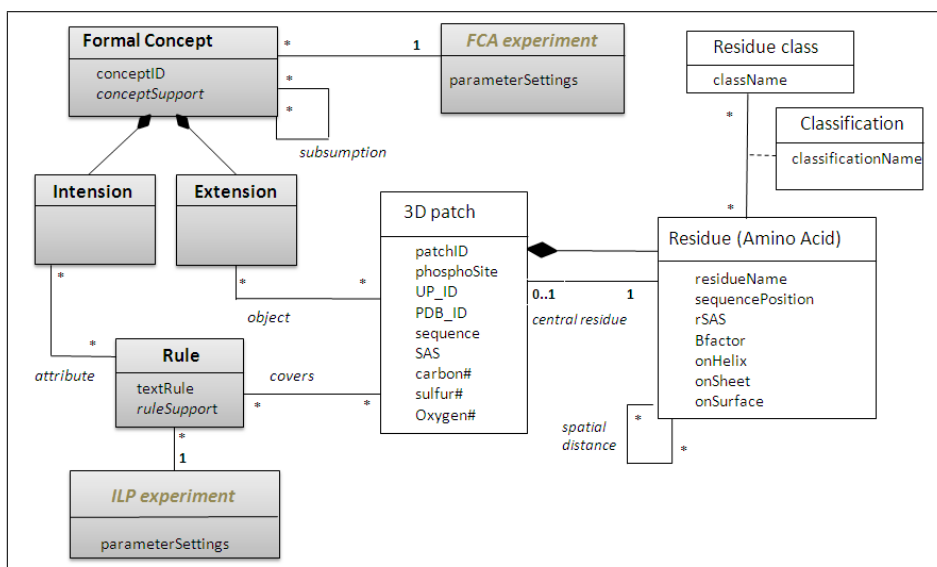 Formal Concept
conceptID
conceptSupport
*
1
FCA experiment
parameterSettings
*
*
subsumption
Residue class
className
*
Classification
classificationName
*
Intension
Extension
3D patch
patchID
phosphoSite
UP_ID
PDB_ID
sequence
SAS
carbon#
sulfur#
Oxygen#
Residue (Amino Acid)
residueName
sequencePosition
rSAS
Bfactor
onHelix
onSheet
onSurface
0..1
1
central residue
*
*
*
object
*
attribute
Rule
textRule
ruleSupport
covers
*
*
spatial
distance
*
*
*
1
ILP experiment
parameterSettings